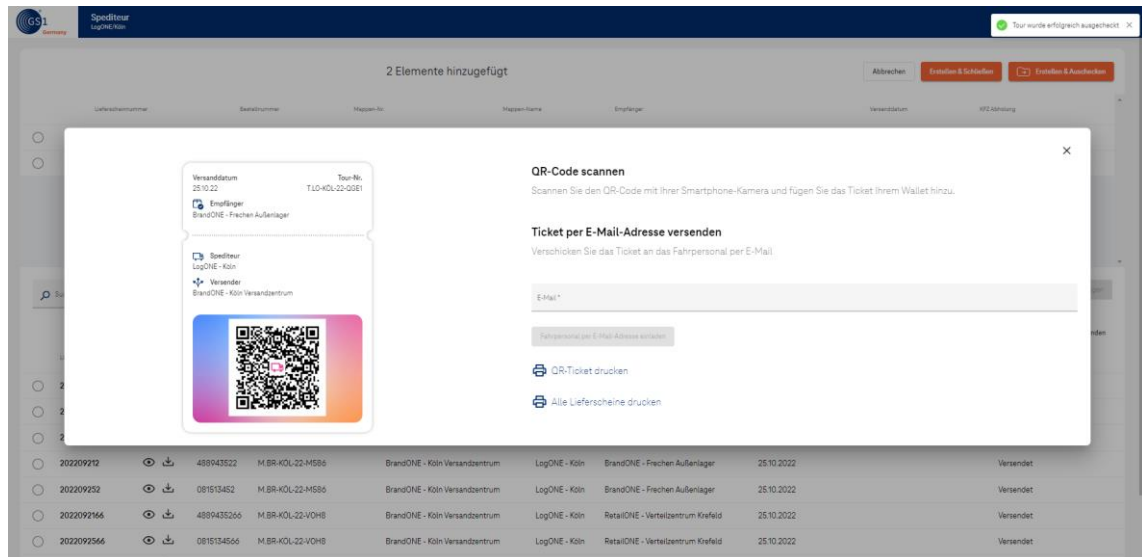 GS1
Germany
Spediteur
LogONE/Köln
Tour wurde erfolgreich ausgecheckt
2 Elemente hinzugefügt
Abbrechen
Erstellen & Schließen
Erstellen & Auschecken
Lieferscheinnummer Bestellnummer Mappen-Nr. Mappen-Name Empfänger Versanddatum KFZ Abholung
Versanddatum Tour-Nr.
25.10.22 T.LO-KÖL-22-QGE1
Empfänger
BrandONE - Frechen Außenlager
Spediteur
LogONE - Köln
Versender
BrandONE - Köln Versandzentrum
QR-Code scannen
Scannen Sie den QR-Code mit Ihrer Smartphone-Kamera und fügen Sie das Ticket Ihrem Wallet hinzu.
Ticket per E-Mail-Adresse versenden
Verschicken Sie das Ticket an das Fahrpersonal per E-Mail
E-Mail *
Fahrpersonal per E-Mail-Adresse einladen
QR-Ticket drucken
Alle Lieferscheine drucken
202209212 488943522 M.BR-KÖL-22-M5B6 BrandONE - Köln Versandzentrum LogONE - Köln BrandONE - Frechen Außenlager 25.10.2022 Versendet
202209252 081513452 M.BR-KÖL-22-M5B6 BrandONE - Köln Versandzentrum LogONE - Köln BrandONE - Frechen Außenlager 25.10.2022 Versendet
2022092166 4889435266 M.BR-KÖL-22-VOH8 BrandONE - Köln Versandzentrum LogONE - Köln RetailONE - Verteilzentrum Krefeld 25.10.2022 Versendet
2022092566 0815134566 M.BR-KÖL-22-VOH8 BrandONE - Köln Versandzentrum LogONE - Köln RetailONE - Verteilzentrum Krefeld 25.10.2022 Versendet